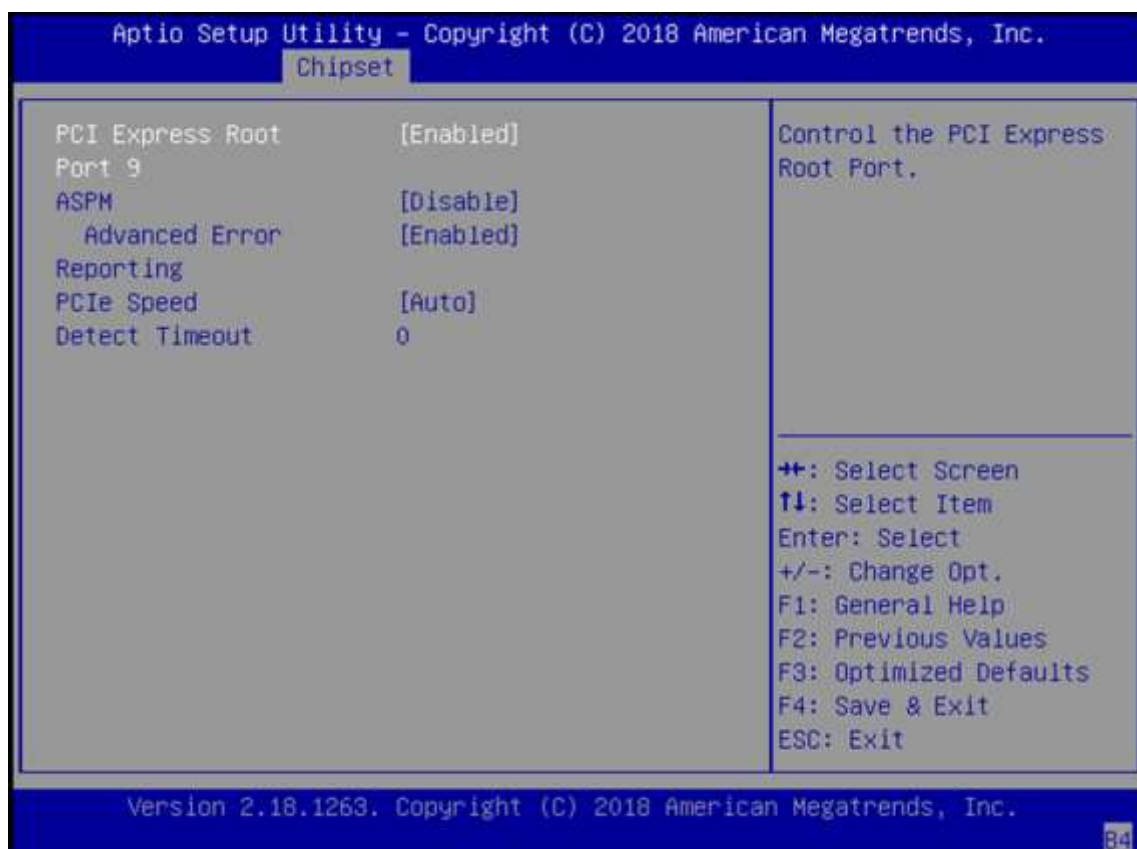 Aptio Setup Utility – Copyright (C) 2018 American Megatrends, Inc.
Chipset
PCI Express Root [Enabled]
Port 9
ASPM [Disable]
Advanced Error [Enabled]
Reporting
PCIe Speed [Auto]
Detect Timeout 0
Control the PCI Express
Root Port.
→←: Select Screen
↑↓: Select Item
Enter: Select
+/-: Change Opt.
F1: General Help
F2: Previous Values
F3: Optimized Defaults
F4: Save & Exit
ESC: Exit
Version 2.18.1263. Copyright (C) 2018 American Megatrends, Inc.
B4